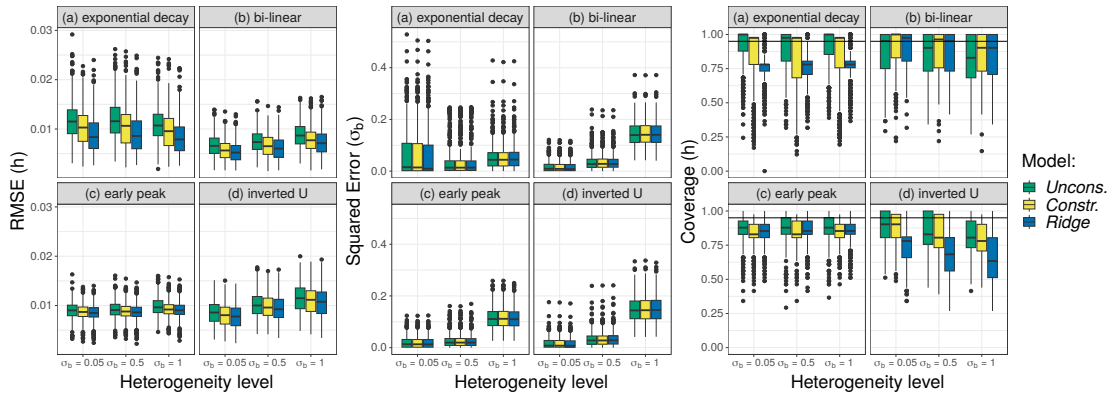 (a) exponential decay
(b) bi-linear
0.03
0.02
0.01
(c) early peak
(d) inverted U
0.03
0.02
0.01
σb = 0.05 σb = 0.5 σb = 1
σb = 0.05 σb = 0.5 σb = 1
Heterogeneity level
RMSE (h)
(a) exponential decay
(b) bi-linear
0.4
0.2
0.0
(c) early peak
(d) inverted U
0.4
0.2
0.0
σb = 0.05 σb = 0.5 σb = 1
σb = 0.05 σb = 0.5 σb = 1
Heterogeneity level
Squared Error (σb)
(a) exponential decay
(b) bi-linear
1.00
0.75
0.50
0.25
0.00
(c) early peak
(d) inverted U
1.00
0.75
0.50
0.25
0.00
σb = 0.05 σb = 0.5 σb = 1
σb = 0.05 σb = 0.5 σb = 1
Heterogeneity level
Coverage (h)
Model:
Uncons.
Constr.
Ridge